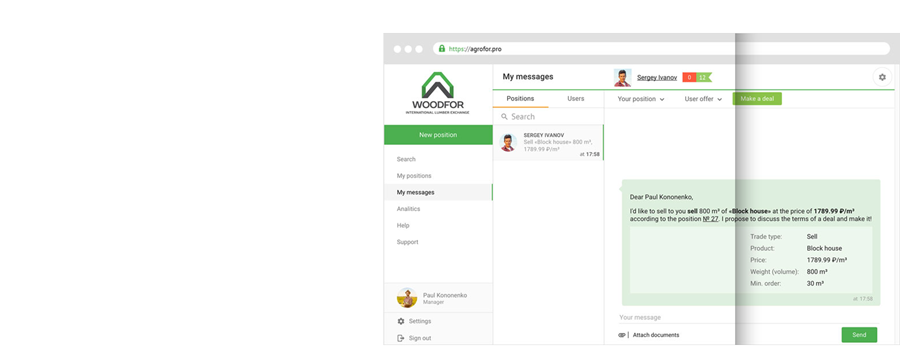 https://agrofor.pro
WOODFOR
INTERNATIONAL LUMBER EXCHANGE
New position
Search
My positions
My messages
Analitics
Help
Support
Paul Kononenko
Manager
Settings
Sign out
My messages
Sergey Ivanov
0 12
Positions Users
Search
SERGEY IVANOV
Sell «Block house» 800 m³,
1789.99 ₽/m³
at 17:58
Your position User offer Make a deal
Dear Paul Kononenko,
I'd like to sell to you sell 800 m³ of «Block house» at the price of 1789.99 ₽/m³
according to the position № 27. I propose to discuss the terms of a deal and make it!
Trade type: Sell
Product: Block house
Price: 1789.99 ₽/m³
Weight (volume): 800 m³
Min. order: 30 m³
at 17:58
Your message
Attach documents
Send